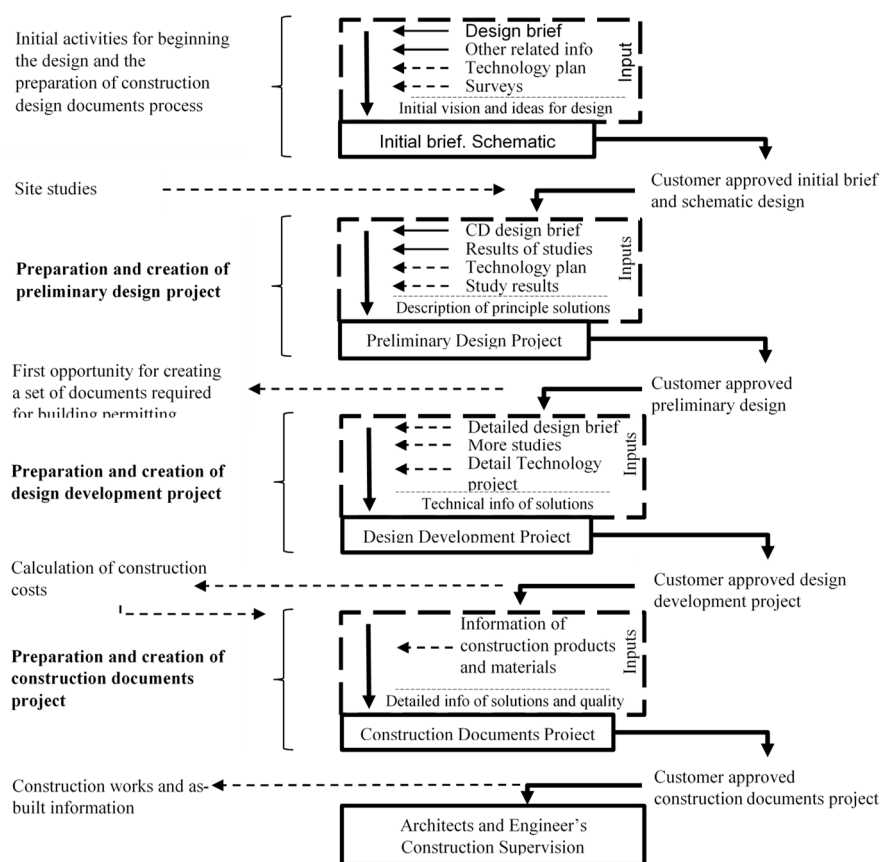 Initial activities for beginning
the design and the
preparation of construction
design documents process
Design brief
Other related info
Technology plan
Surveys
Initial vision and ideas for design
Input
Initial brief. Schematic
Site studies
Customer approved initial brief
and schematic design
Preparation and creation of
preliminary design project
CD design brief
Results of studies
Technology plan
Study results
Description of principle solutions
Inputs
Preliminary Design Project
First opportunity for creating
a set of documents required
for building permitting
Customer approved
preliminary design
Preparation and creation of
design development project
Detailed design brief
More studies
Detail Technology
project
Technical info of solutions
Inputs
Design Development Project
Calculation of construction
costs
Customer approved design
development project
Preparation and creation of
construction documents
project
Information of
construction products
and materials
Detailed info of solutions and quality
Inputs
Construction Documents Project
Construction works and as-
built information
Customer approved
construction documents project
Architects and Engineer’s
Construction Supervision